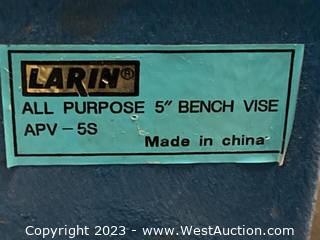 LARIN®
ALL PURPOSE 5" BENCH VISE
APV-5S
Made in china
Copyright 2023 - www.WestAuction.com